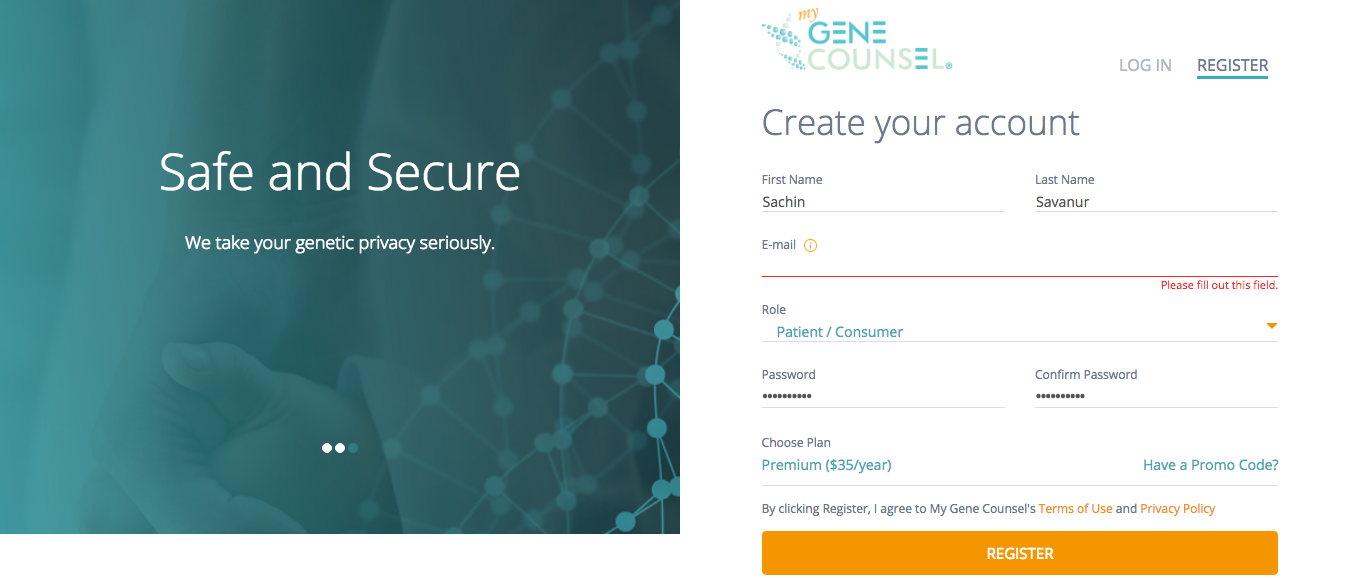 Safe and Secure
We take your genetic privacy seriously.
my
GENE
COUNSEL®
LOG IN REGISTER
Create your account
First Name Last Name
Sachin Savanur
E-mail
Please fill out this field.
Role
Patient / Consumer
Password Confirm Password
•••••••••• ••••••••••
Choose Plan
Premium ($35/year) Have a Promo Code?
By clicking Register, I agree to My Gene Counsel's Terms of Use and Privacy Policy
REGISTER